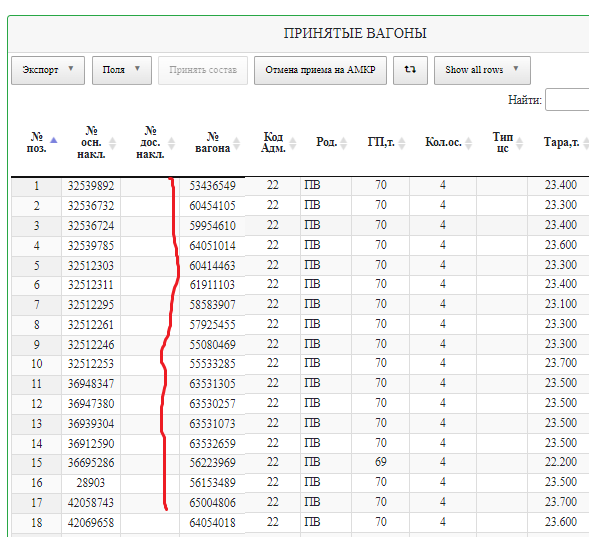 ПРИНЯТЫЕ ВАГОНЫ
Экспорт Поля Принять состав Отмена приема на АМКР Show all rows
Найти:
№ поз. № осн. накл. № дос. накл. № вагона Код Адм. Род. ГП,т. Кол.ос. Тип цс Тара,т.
1 32539892 53436549 22 ПВ 70 4 23.400
2 32536732 60454105 22 ПВ 70 4 23.300
3 32536724 59954610 22 ПВ 70 4 23.400
4 32539785 64051014 22 ПВ 70 4 23.600
5 32512303 60414463 22 ПВ 70 4 23.300
6 32512311 61911103 22 ПВ 70 4 23.400
7 32512295 58583907 22 ПВ 70 4 23.100
8 32512261 57925455 22 ПВ 70 4 23.300
9 32512246 55080469 22 ПВ 70 4 23.300
10 32512253 55533285 22 ПВ 70 4 23.700
11 36948347 63531305 22 ПВ 70 4 23.500
12 36947380 63530257 22 ПВ 70 4 23.500
13 36939304 63531073 22 ПВ 70 4 23.500
14 36912590 63532659 22 ПВ 70 4 23.500
15 36695286 56223969 22 ПВ 69 4 22.200
16 28903 56153489 22 ПВ 70 4 23.500
17 42058743 65004806 22 ПВ 70 4 23.700
18 42069658 64054018 22 ПВ 70 4 23.600